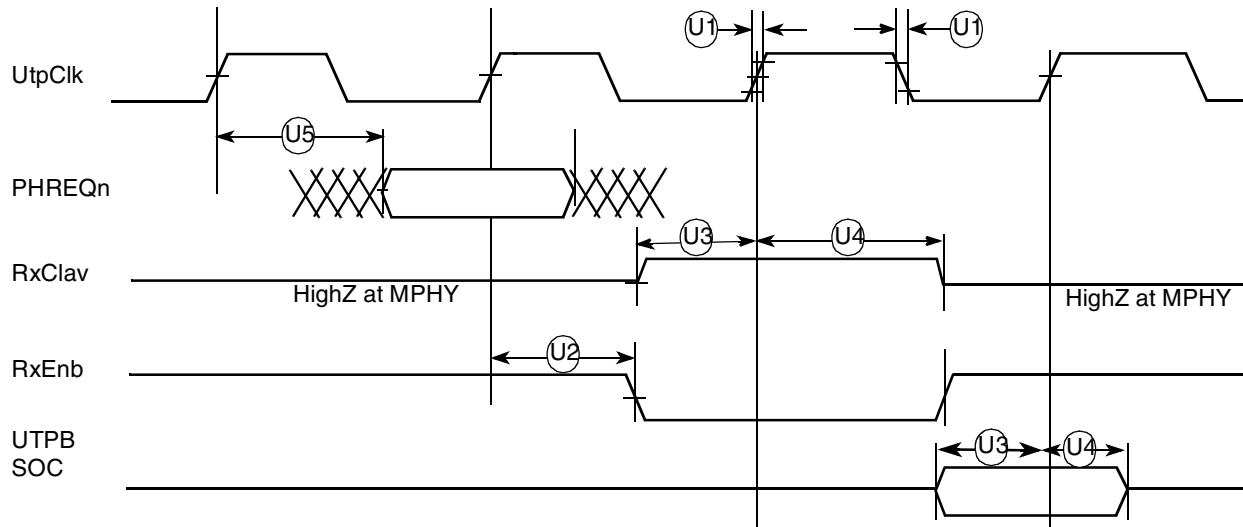 U1
U1
UtpClk
U5
PHREQn
U3
U4
RxClav
HighZ at MPHY
HighZ at MPHY
U2
RxEnb
UTPB
SOC
U3
U4